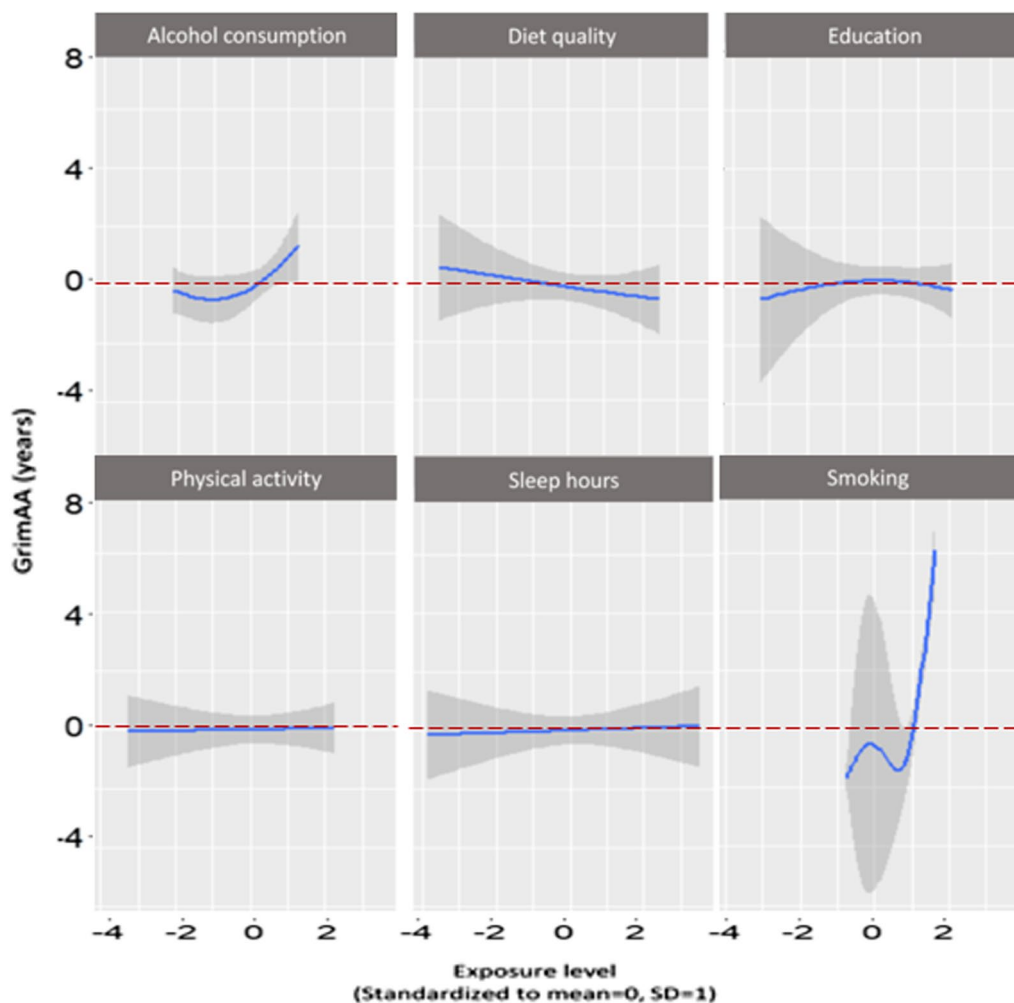 Alcohol consumption
Diet quality
Education
8
4
0
-4
Physical activity
Sleep hours
Smoking
8
4
0
-4
GrimAA (years)
-4 -2 0 2
-4 -2 0 2
-4 -2 0 2
Exposure level
(Standardized to mean=0, SD=1)